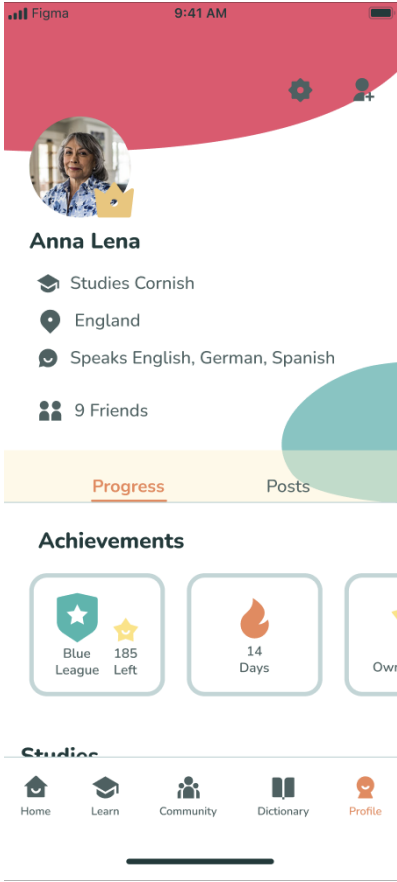 Figma 9:41 AM
Anna Lena
Studies Cornish
England
Speaks English, German, Spanish
9 Friends
Progress Posts
Achievements
Blue League
185 Left
14 Days
Studies
Home Learn Community Dictionary Profile